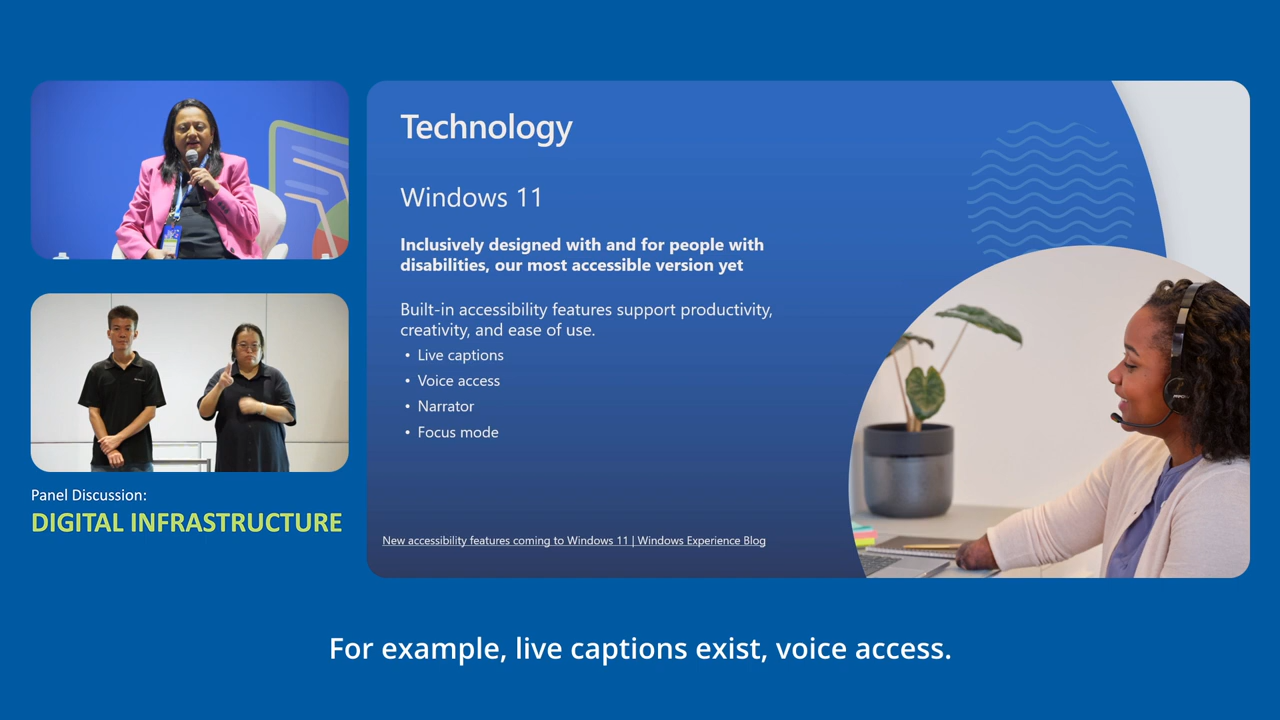 Technology
Windows 11
Inclusively designed with and for people with
disabilities, our most accessible version yet
Built-in accessibility features support productivity,
creativity, and ease of use.
• Live captions
• Voice access
• Narrator
• Focus mode
New accessibility features coming to Windows 11 | Windows Experience Blog
Panel Discussion:
DIGITAL INFRASTRUCTURE
For example, live captions exist, voice access.